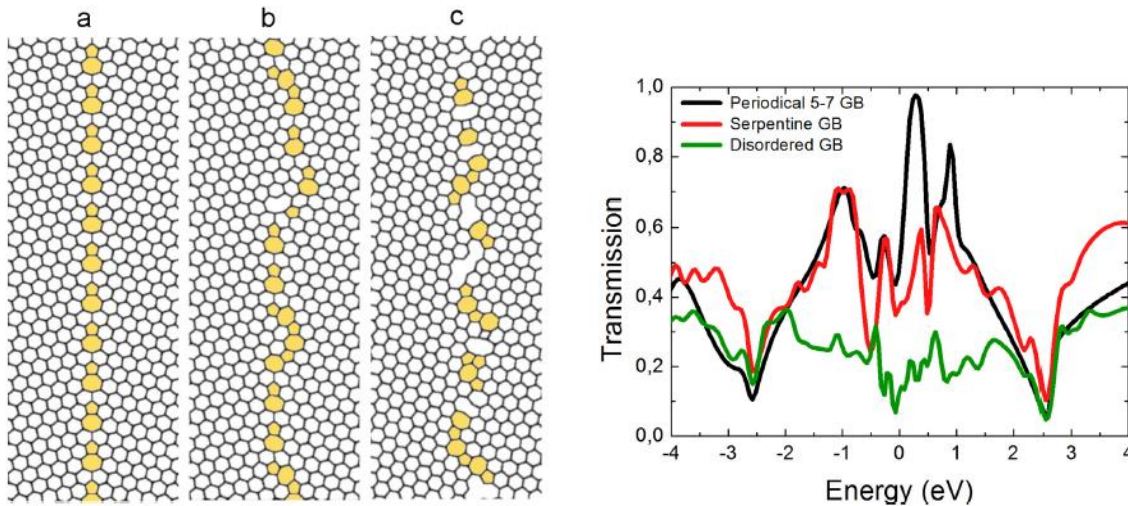 a b c
1,0
0,8
0,6
0,4
0,2
0,0
Transmission
Periodical 5-7 GB
Serpentine GB
Disordered GB
-4 -3 -2 -1 0 1 2 3 4
Energy (eV)